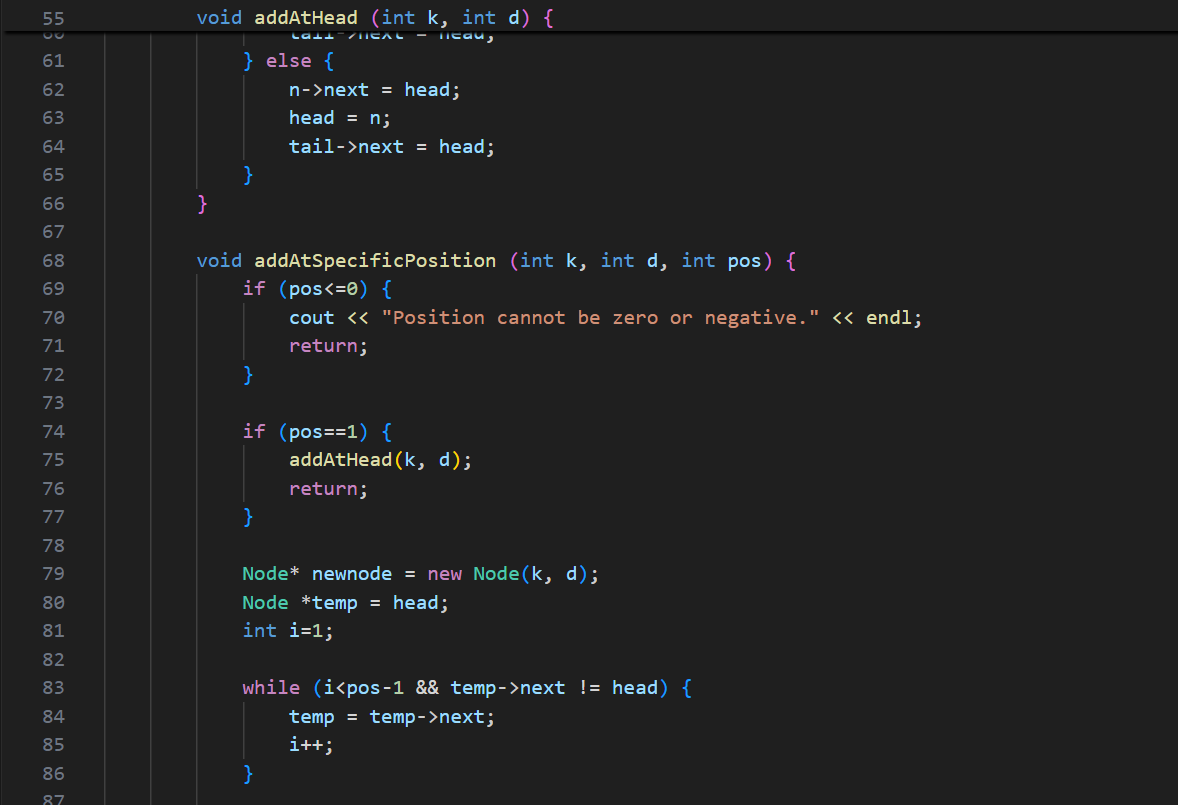 55 void addAtHead (int k, int d) {
60 tail->next = head;
61 } else {
62 n->next = head;
63 head = n;
64 tail->next = head;
65 }
66 }
67
68 void addAtSpecificPosition (int k, int d, int pos) {
69 if (pos<=0) {
70 cout << "Position cannot be zero or negative." << endl;
71 return;
72 }
73
74 if (pos==1) {
75 addAtHead(k, d);
76 return;
77 }
78
79 Node* newnode = new Node(k, d);
80 Node *temp = head;
81 int i=1;
82
83 while (i<pos-1 && temp->next != head) {
84 temp = temp->next;
85 i++;
86 }
87